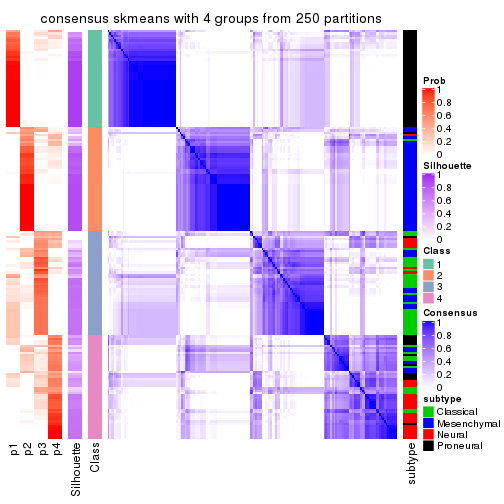 consensus skmeans with 4 groups from 250 partitions
Prob
1
0.8
0.6
0.4
0.2
0
Silhouette
1
0.8
0.6
0.4
0.2
0
Class
1
2
3
4
Consensus
1
0.8
0.6
0.4
0.2
0
subtype
Classical
Mesenchymal
Neural
Proneural
p1
p2
p3
p4
Silhouette
Class
subtype